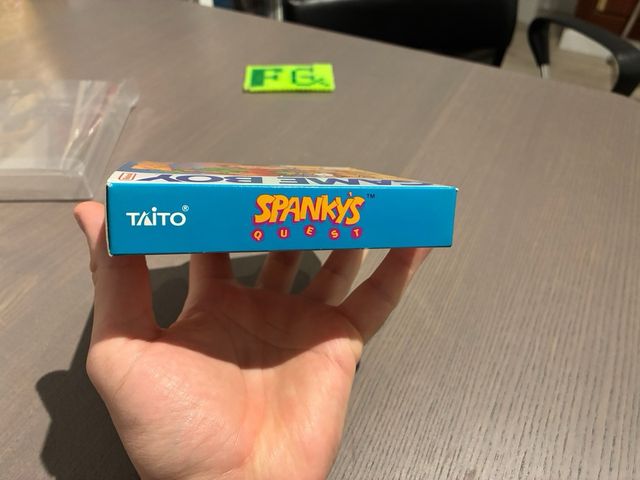 FG
GAME BOY
TAITO®
SPANKY'S™
QUEST